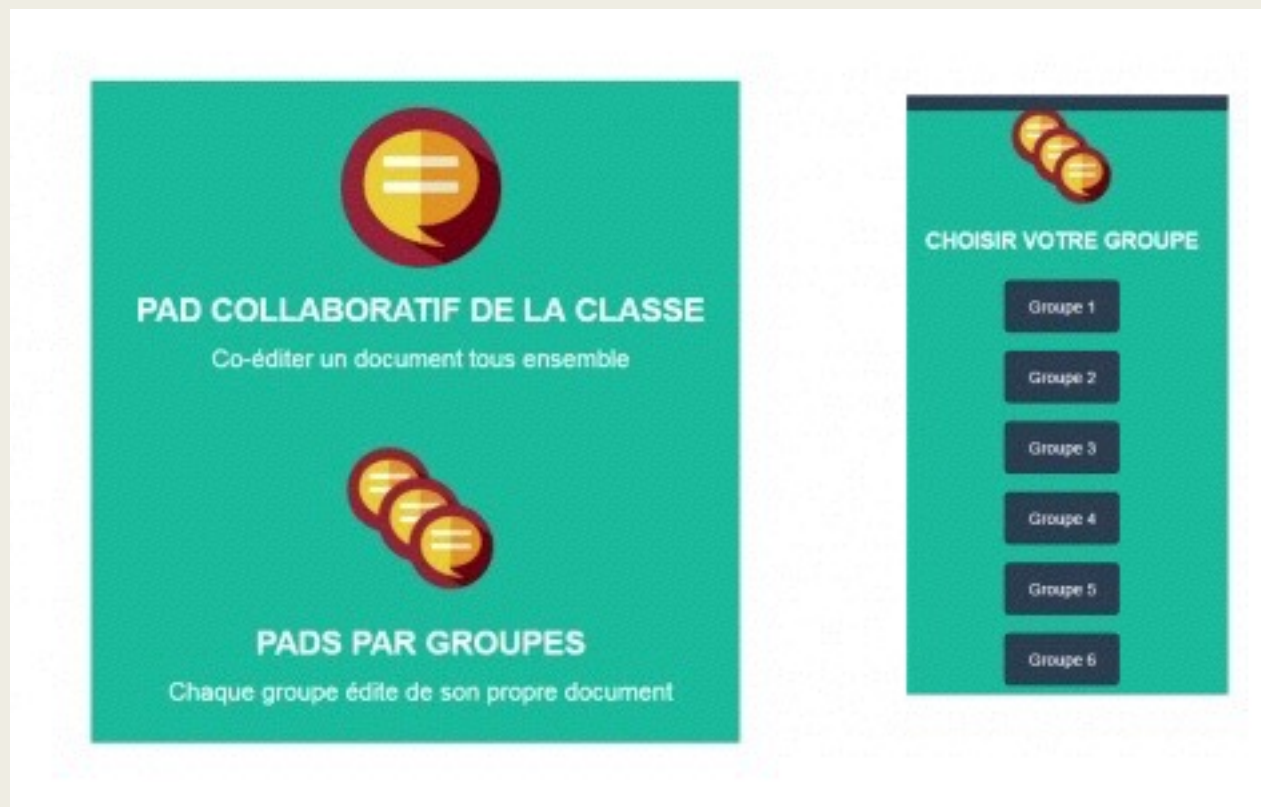 PAD COLLABORATIF DE LA CLASSE
Co-éditer un document tous ensemble
PADS PAR GROUPES
Chaque groupe édite de son propre document
CHOISIR VOTRE GROUPE
Groupe 1
Groupe 2
Groupe 3
Groupe 4
Groupe 5
Groupe 6